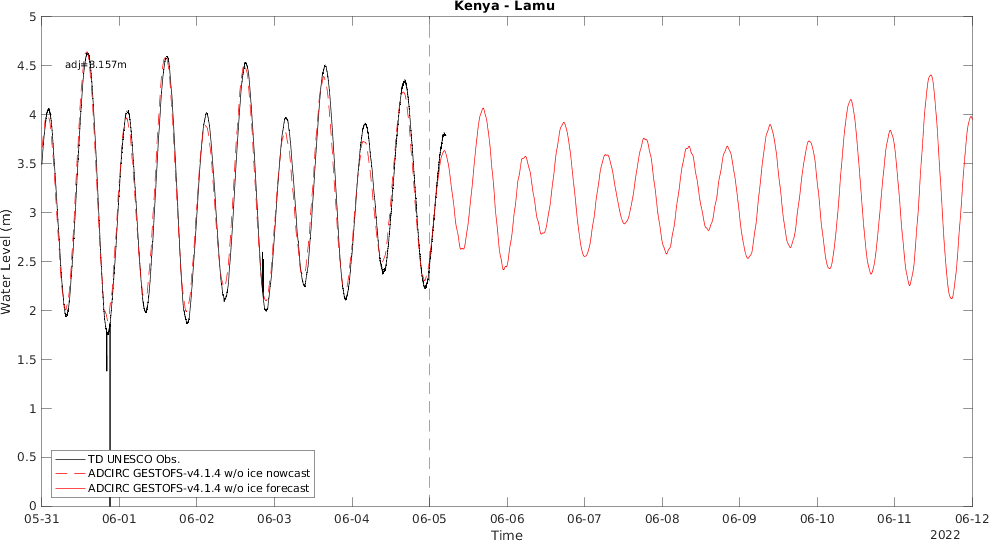 Kenya - Lamu
adj=3.157m
Water Level (m)
5
4.5
4
3.5
3
2.5
2
1.5
1
0.5
0
TD UNESCO Obs.
ADCIRC GESTOFS-v4.1.4 w/o ice nowcast
ADCIRC GESTOFS-v4.1.4 w/o ice forecast
05-31 06-01 06-02 06-03 06-04 06-05 06-06 06-07 06-08 06-09 06-10 06-11 06-12
Time
2022